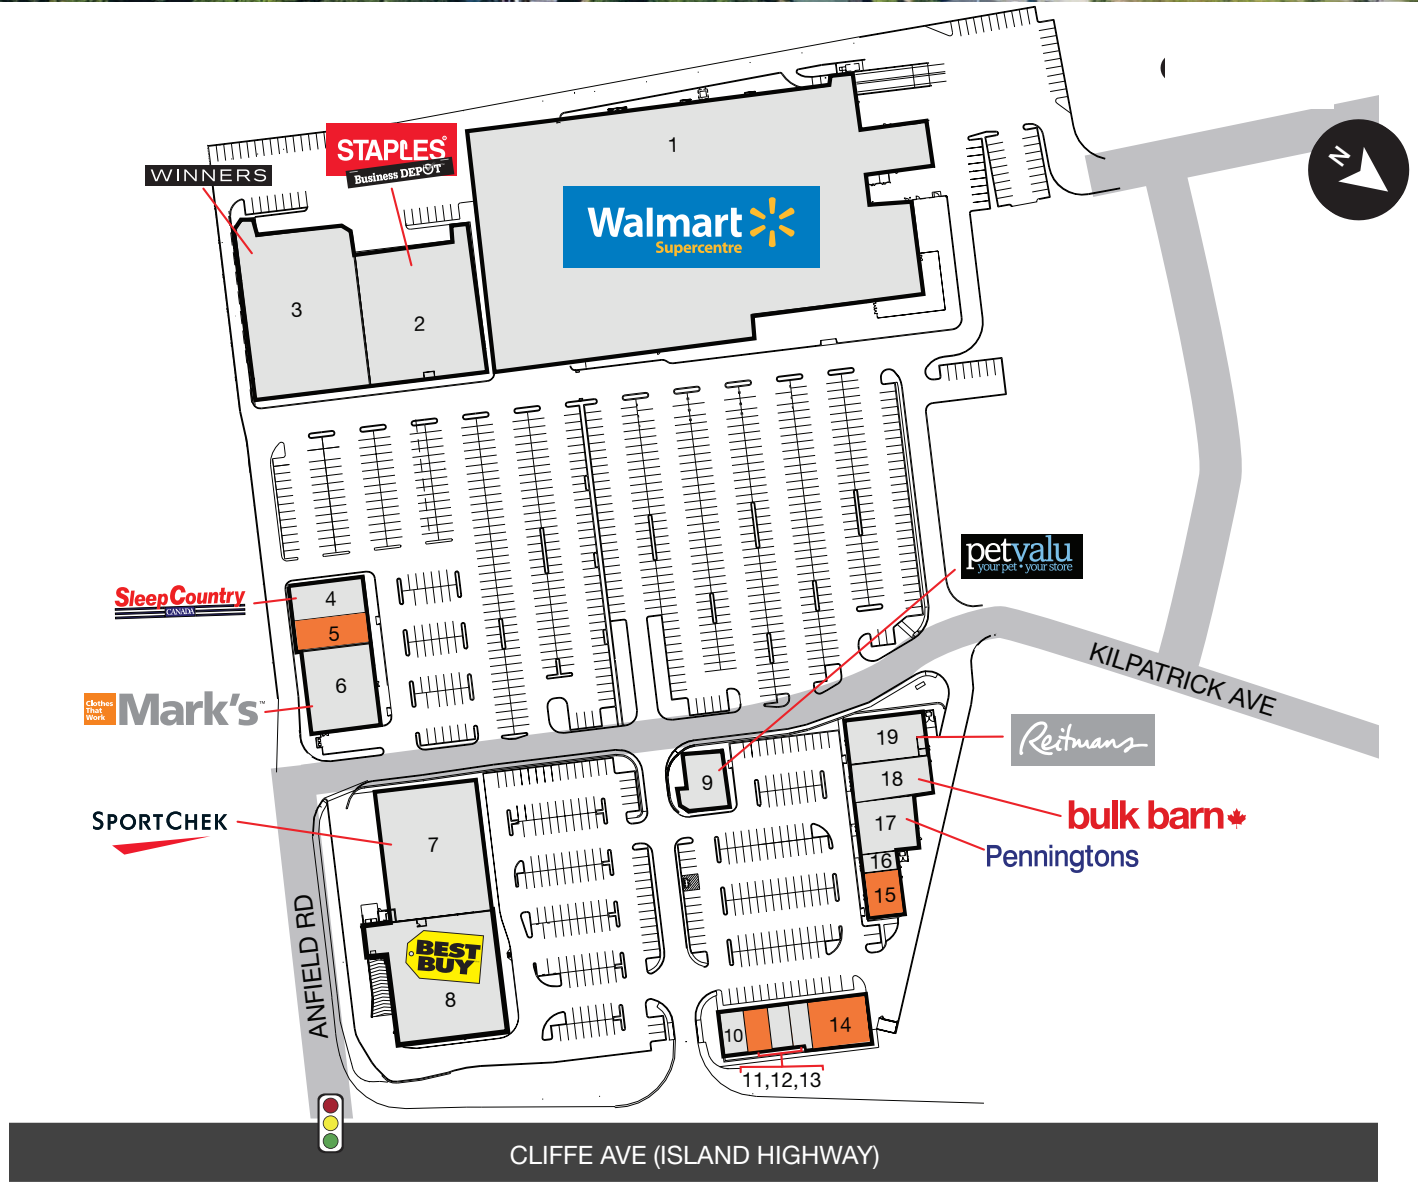 N
1
STAPLES
Business DEPOT
WINNERS
Walmart
Supercentre
3
2
petvalu
your pet • your store
SleepCountry
CANADA
4
5
6
Clothes
That
Work
Mark's™
KILPATRICK AVE
Reitmans
19
18
9
bulk barn
SPORTCHEK
7
17
Penningtons
16
15
ANFIELD RD
BEST
BUY
8
10
14
11,12,13
CLIFFE AVE (ISLAND HIGHWAY)